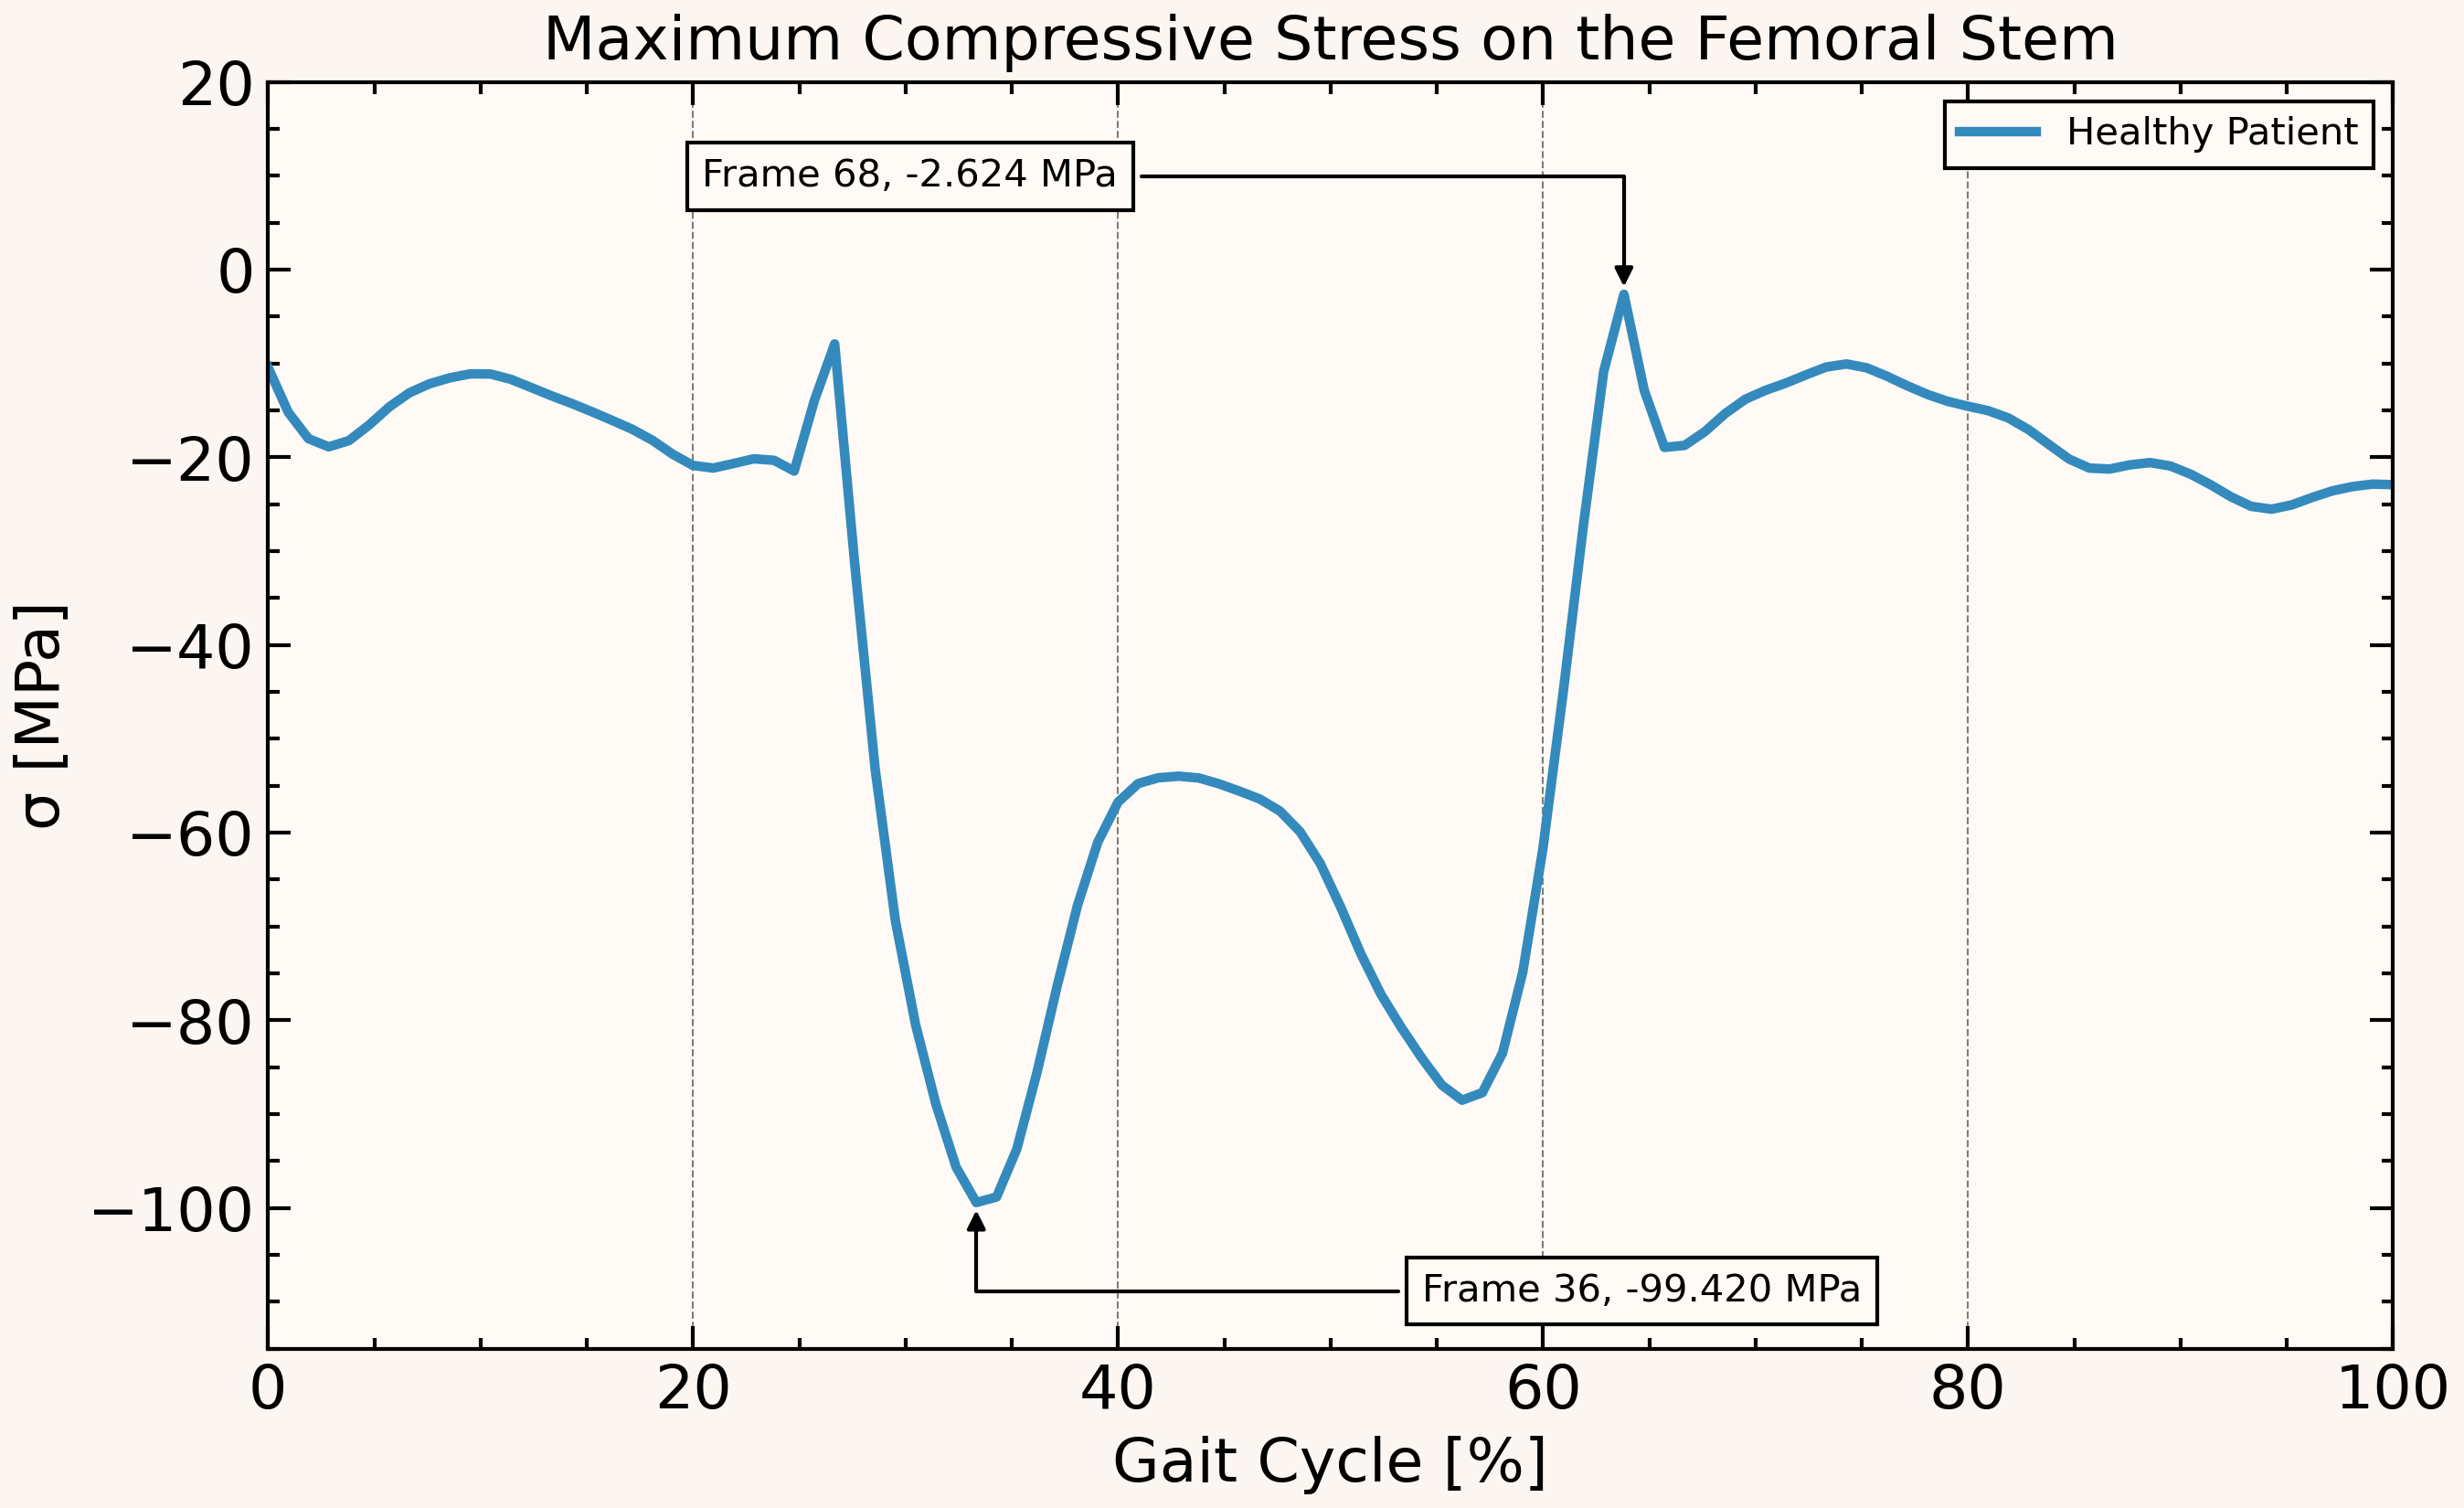 Maximum Compressive Stress on the Femoral Stem
Healthy Patient
Frame 68, -2.624 MPa
Frame 36, -99.420 MPa
σ [MPa]
20
0
−20
−40
−60
−80
−100
0 20 40 60 80 100
Gait Cycle [%]